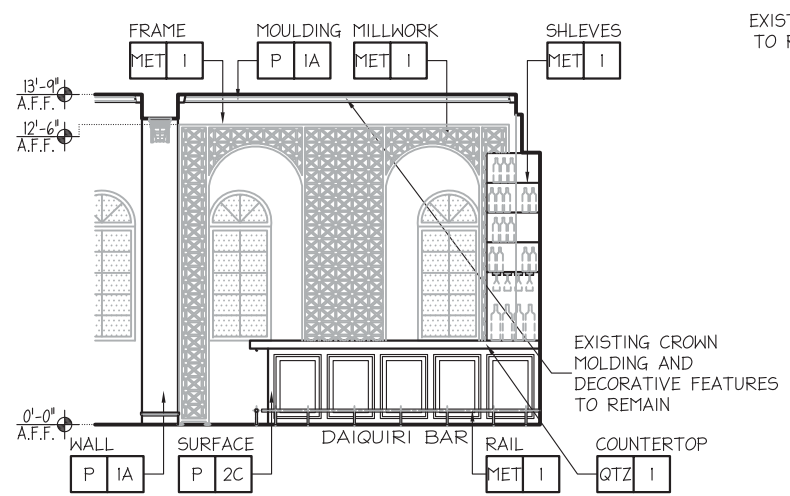 EXIST
TO R
FRAME
MET 1
MOULDING
P 1A
MILLWORK
MET 1
SHLEVES
MET 1
13'-9"
A.F.F.
12'-6"
A.F.F.
EXISTING CROWN
MOLDING AND
DECORATIVE FEATURES
TO REMAIN
0'-0"
A.F.F.
DAIQUIRI BAR
WALL
P 1A
SURFACE
P 2C
RAIL
MET 1
COUNTERTOP
QTZ 1